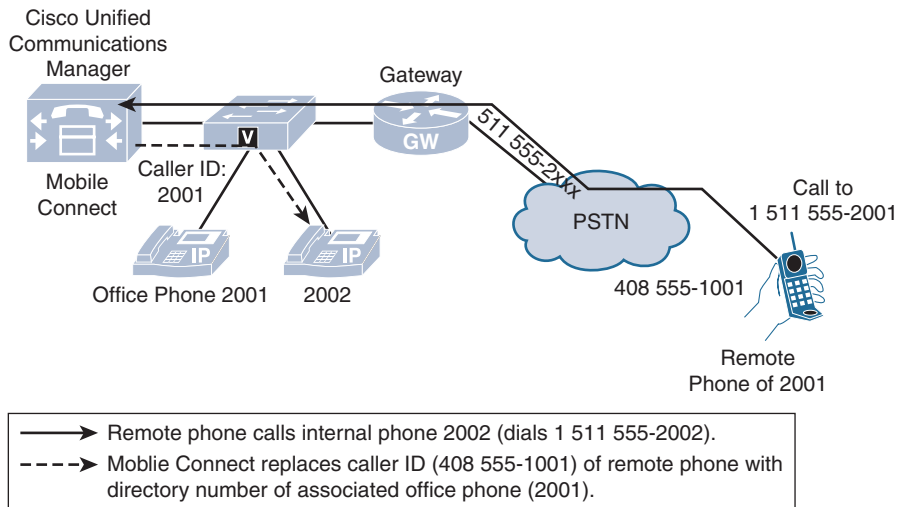 Cisco Unified
Communications
Manager
Gateway
GW
V
511 555-2xxx
Caller ID:
2001
Mobile
Connect
PSTN
Call to
1 511 555-2001
IP
IP
Office Phone 2001
2002
408 555-1001
Remote
Phone of 2001
Remote phone calls internal phone 2002 (dials 1 511 555-2002).
Moblie Connect replaces caller ID (408 555-1001) of remote phone with
directory number of associated office phone (2001).